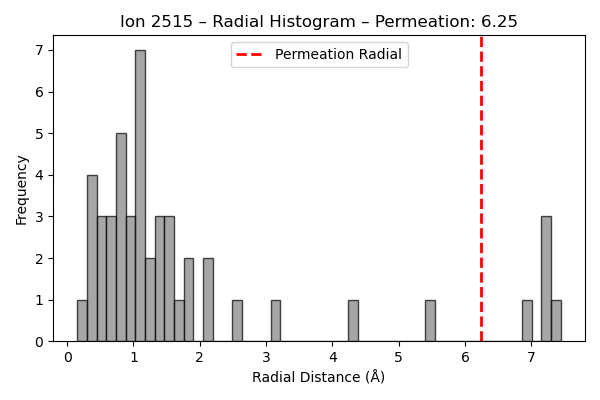 Ion 2515 – Radial Histogram – Permeation: 6.25
Permeation Radial
7
6
5
4
3
2
1
0
Frequency
0 1 2 3 4 5 6 7
Radial Distance (Å)